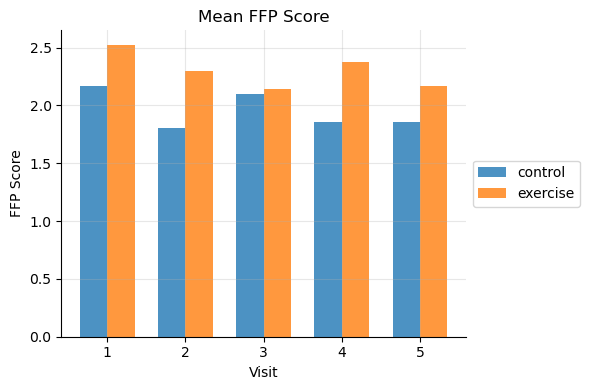 Mean FFP Score
2.5
2.0
1.5
1.0
0.5
0.0
FFP Score
1 2 3 4 5
Visit
control
exercise